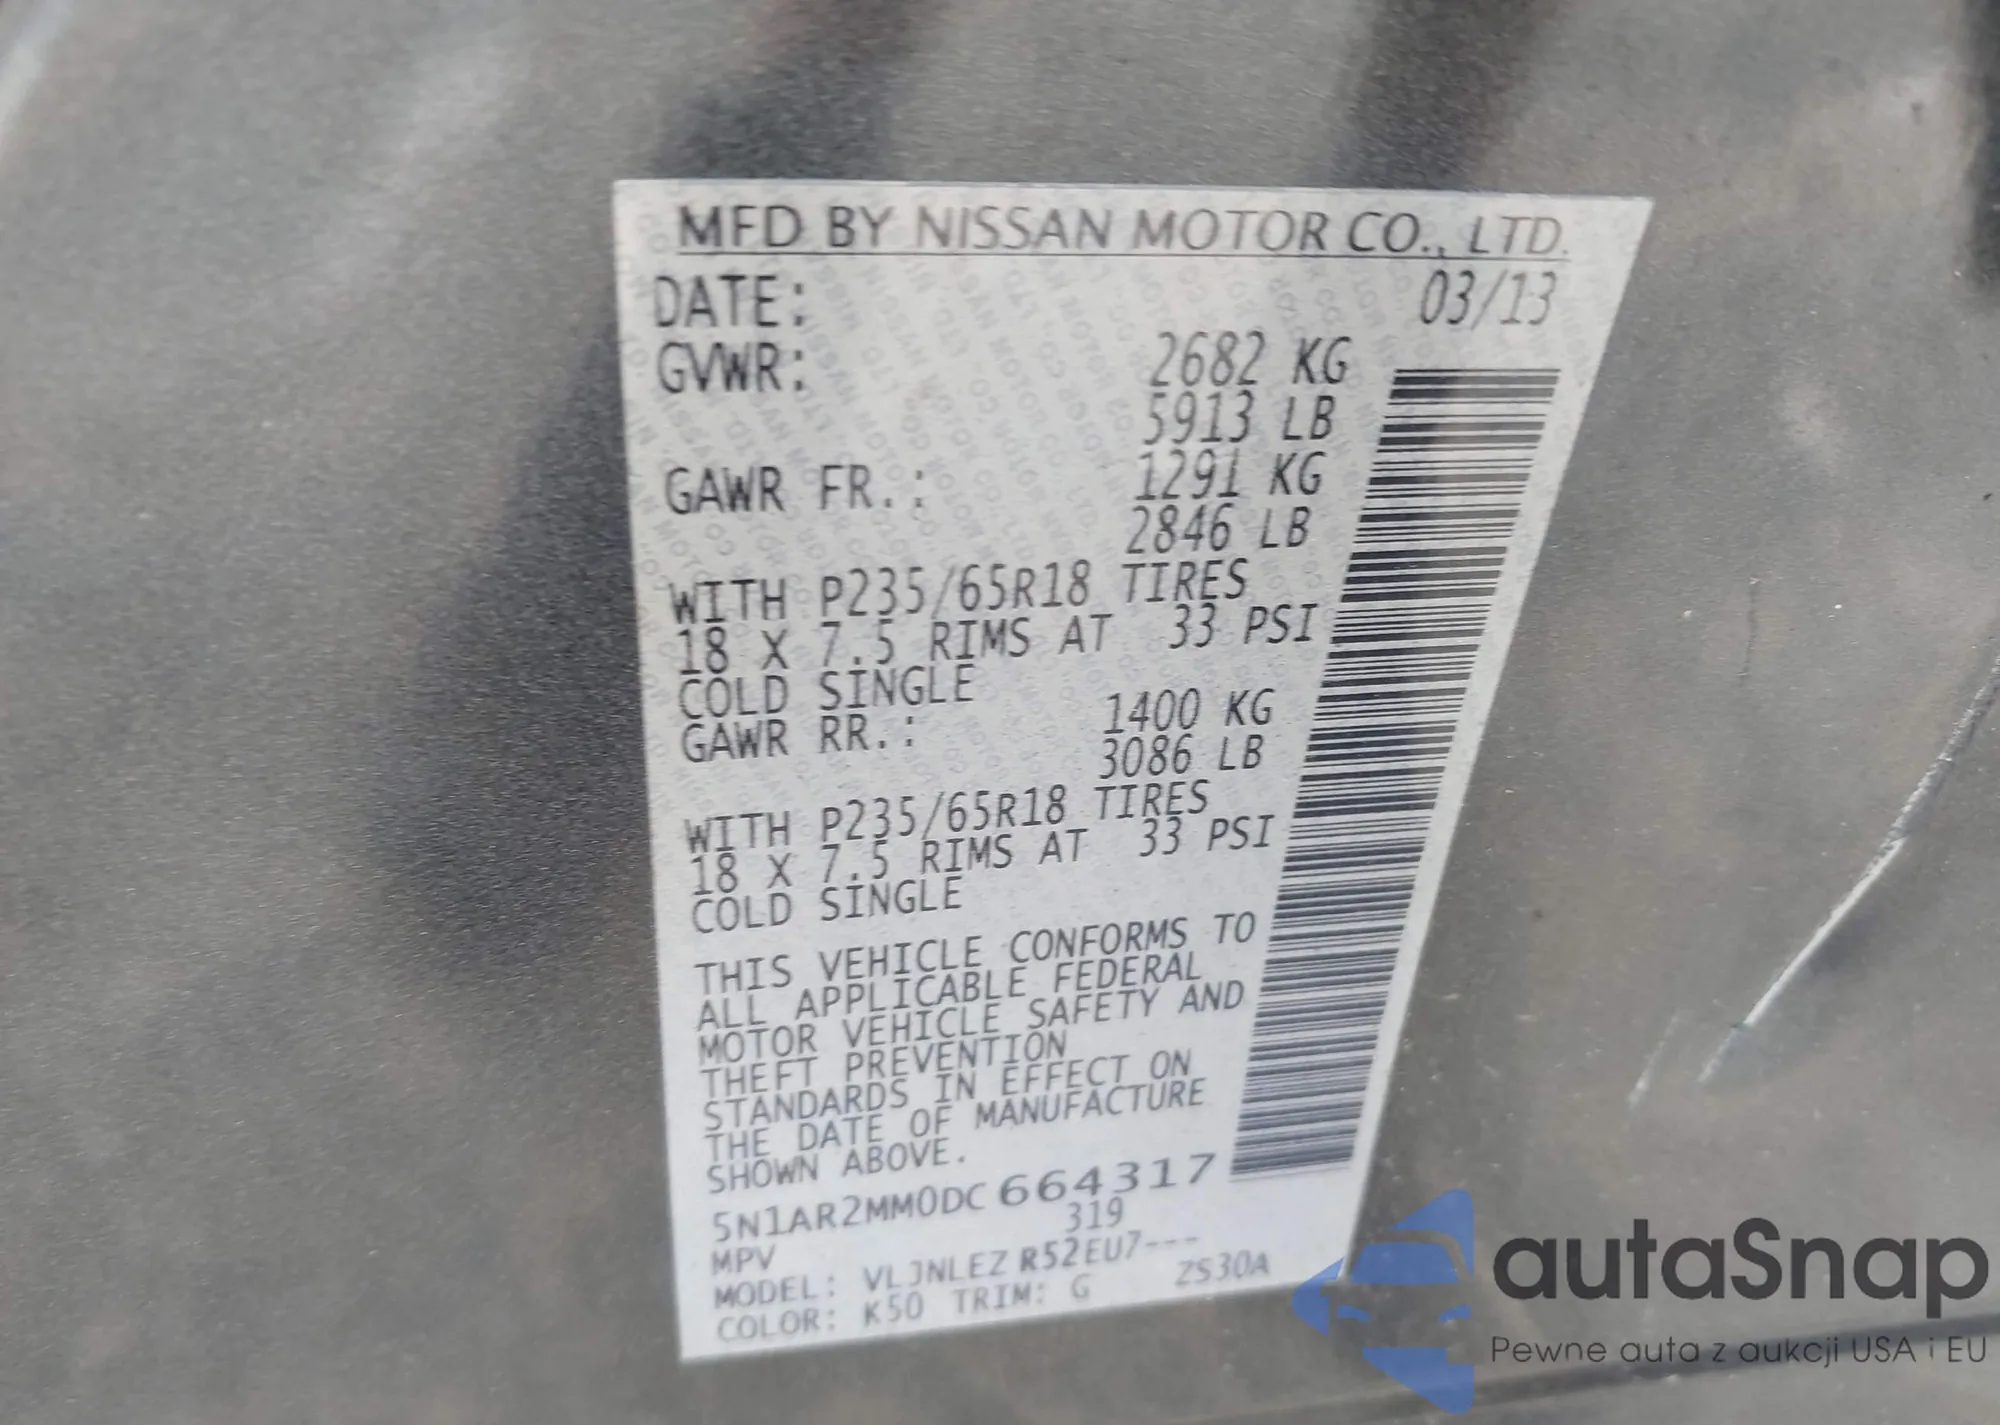 MFD BY NISSAN MOTOR CO., LTD.
DATE: 03/13
GVWR: 2682 KG
5913 LB
GAWR FR.: 1291 KG
2846 LB
WITH P235/65R18 TIRES
18 X 7.5 RIMS AT 33 PSI
COLD SINGLE
GAWR RR.: 1400 KG
3086 LB
WITH P235/65R18 TIRES
18 X 7.5 RIMS AT 33 PSI
COLD SINGLE
THIS VEHICLE CONFORMS TO
ALL APPLICABLE FEDERAL
MOTOR VEHICLE SAFETY AND
THEFT PREVENTION
STANDARDS IN EFFECT ON
THE DATE OF MANUFACTURE
SHOWN ABOVE.
5N1AR2MM0DC664317
MPV 319
MODEL: VLJNLEZ R52EU7---
COLOR: K50 TRIM: G ZS30A
autaSnap
Pewne auta z aukcji USA i EU